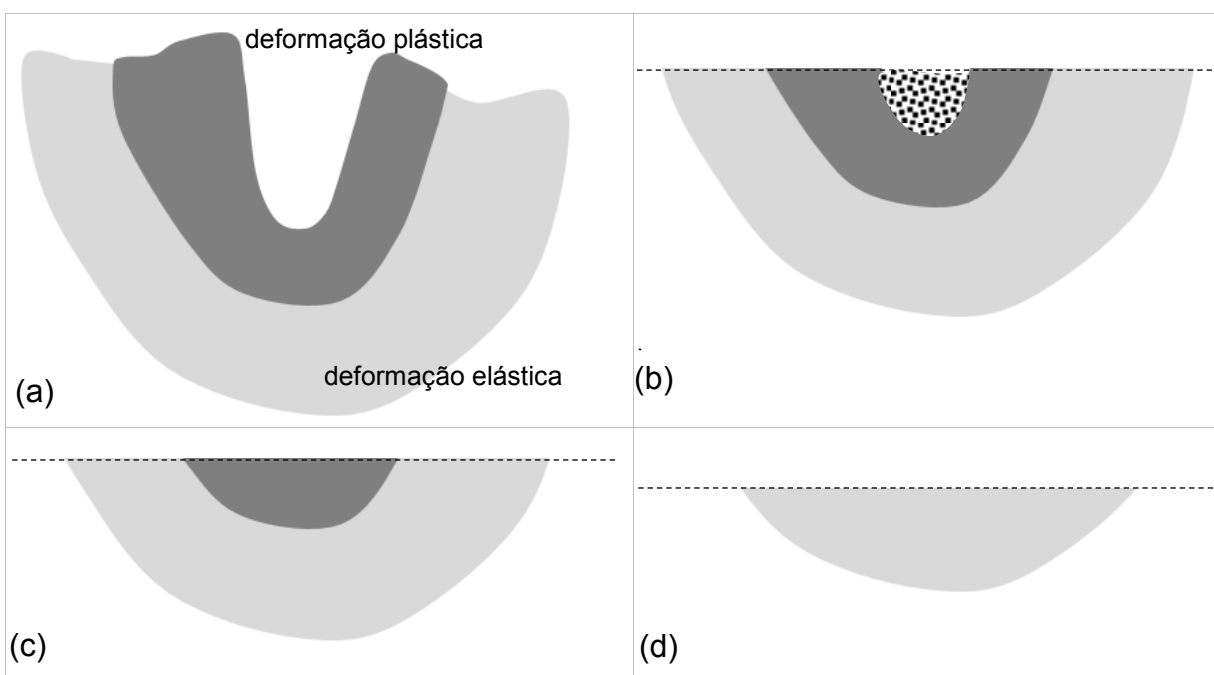 deformação plástica
deformação elástica
(a)
(b)
(c)
(d)